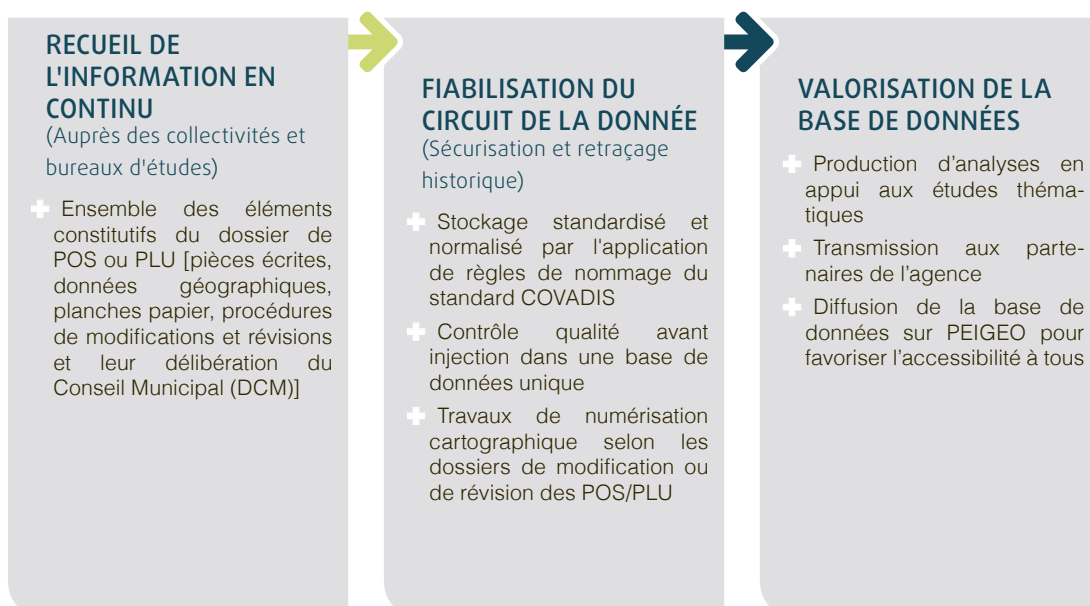 RECUEIL DE
L'INFORMATION EN
CONTINU
(Auprès des collectivités et
bureaux d'études)
Ensemble des éléments
constitutifs du dossier de
POS ou PLU [pièces écrites,
données géographiques,
planches papier, procédures
de modifications et révisions
et leur délibération du
Conseil Municipal (DCM)]
FIABILISATION DU
CIRCUIT DE LA DONNÉE
(Sécurisation et retraçage
historique)
Stockage standardisé et
normalisé par l'application
de règles de nommage du
standard COVADIS
Contrôle qualité avant
injection dans une base de
données unique
Travaux de numérisation
cartographique selon les
dossiers de modification ou
de révision des POS/PLU
VALORISATION DE LA
BASE DE DONNÉES
Production d'analyses en
appui aux études théma-
tiques
Transmission aux parte-
naires de l'agence
Diffusion de la base de
données sur PEIGEO pour
favoriser l'accessibilité à tous